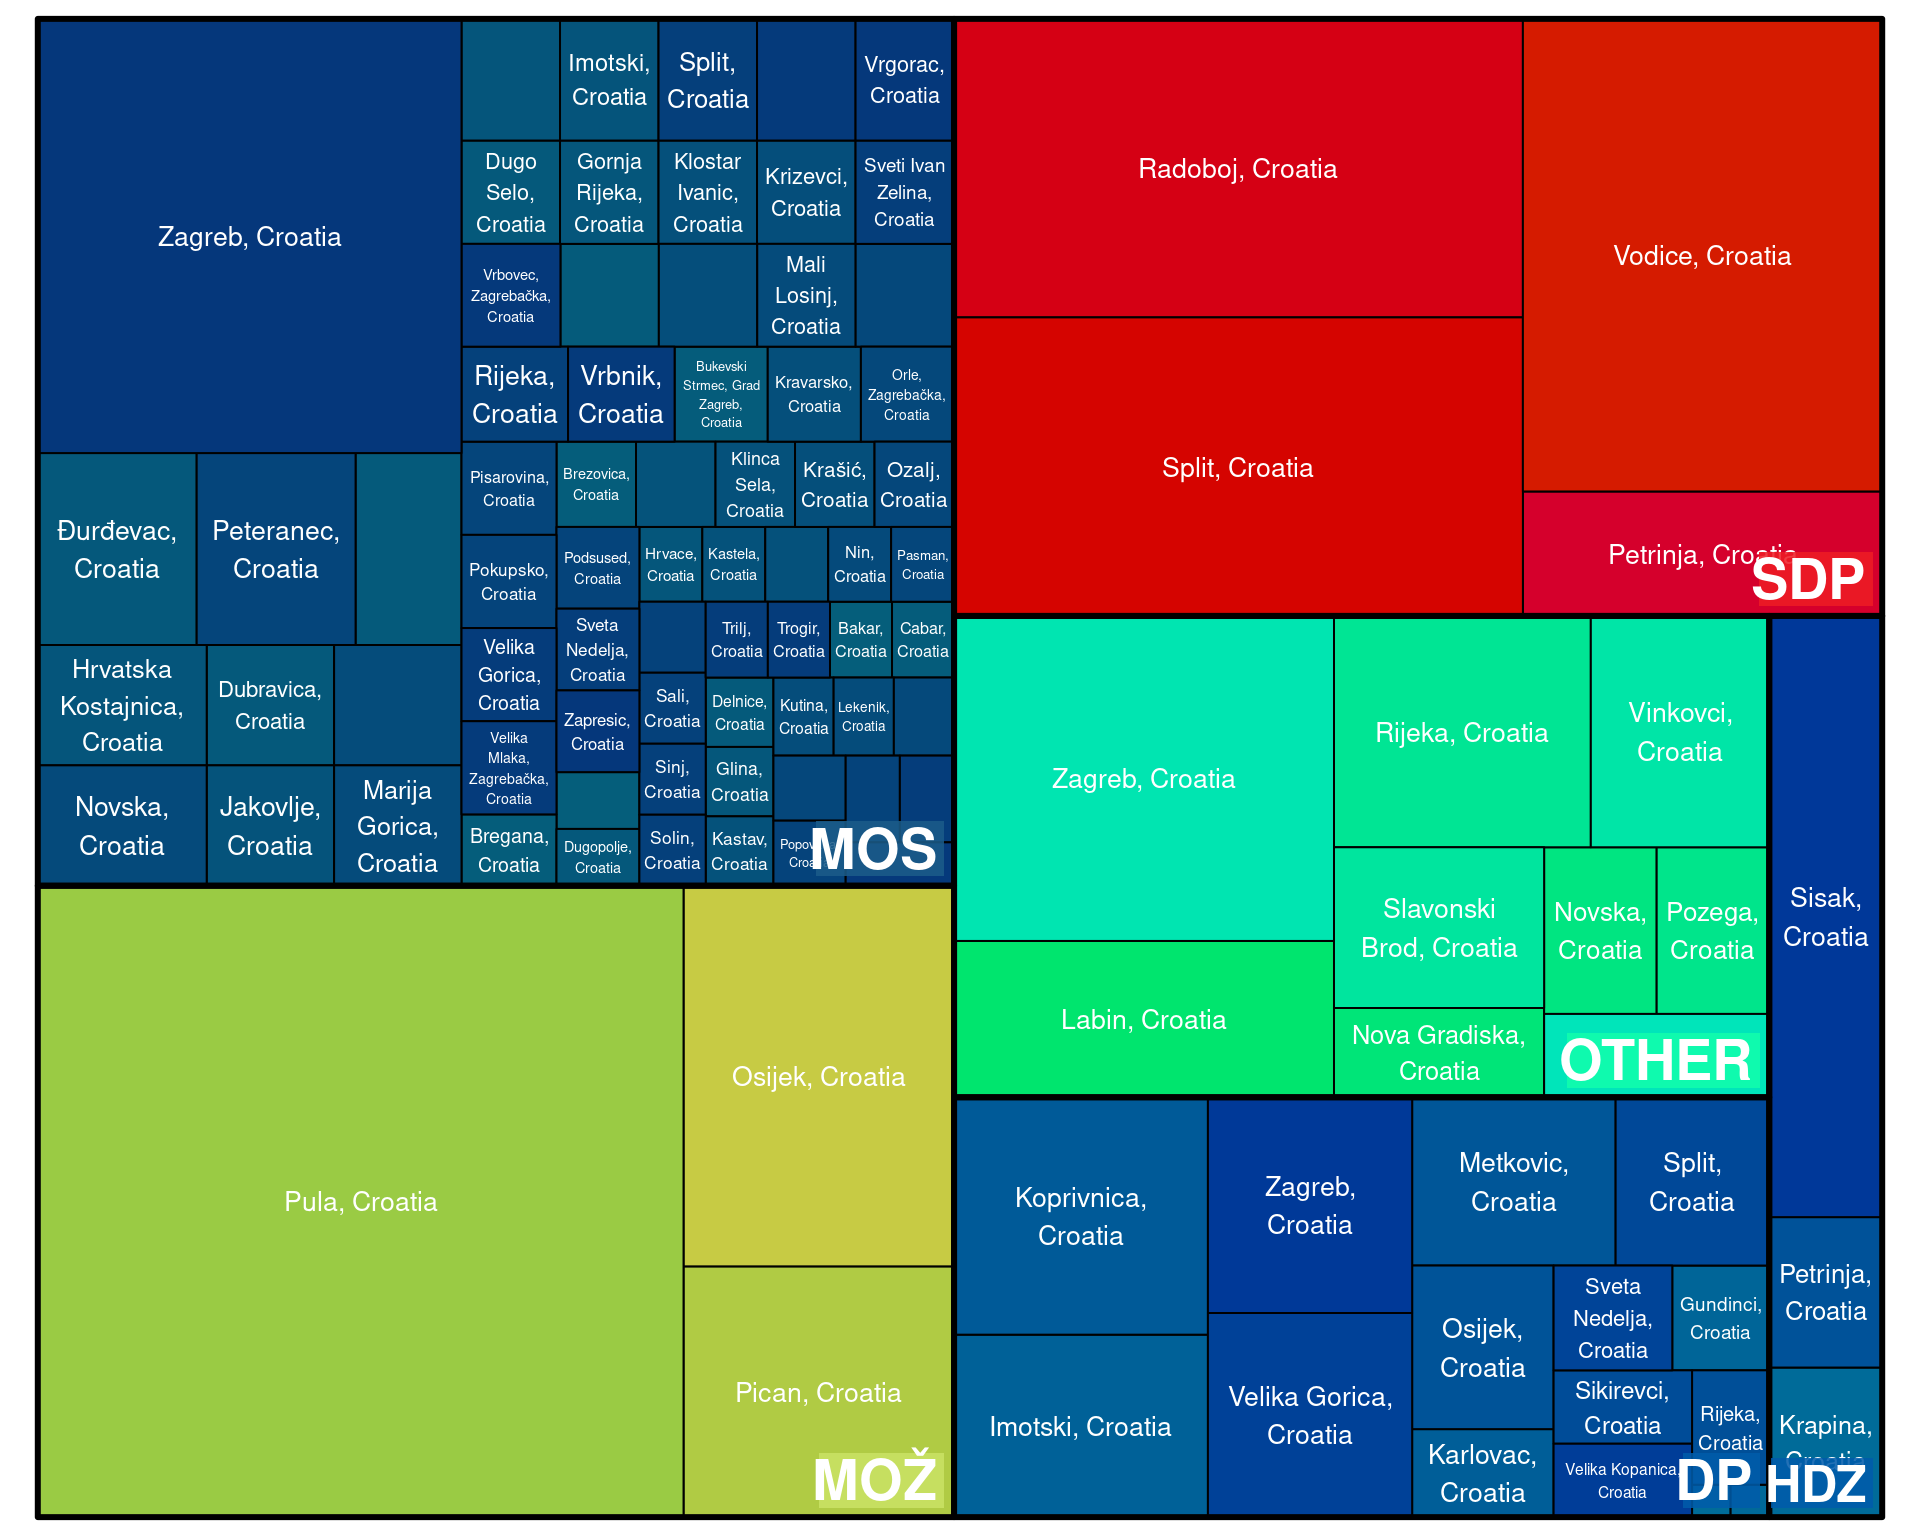 Zagreb, Croatia
Imotski,
Croatia
Split,
Croatia
Vrgorac,
Croatia
Dugo
Selo,
Croatia
Gornja
Rijeka,
Croatia
Klostar
Ivanic,
Croatia
Krizevci,
Croatia
Sveti Ivan
Zelina,
Croatia
Vrbovec,
Zagrebačka,
Croatia
Mali
Losinj,
Croatia
Rijeka,
Croatia
Vrbnik,
Croatia
Bukevski
Strmec, Grad
Zagreb,
Croatia
Kravarsko,
Croatia
Orle,
Zagrebačka,
Croatia
Đurđevac,
Croatia
Peteranec,
Croatia
Pisarovina,
Croatia
Brezovica,
Croatia
Klinca
Sela,
Croatia
Krašić,
Croatia
Ozalj,
Croatia
Pokupsko,
Croatia
Podsused,
Croatia
Hrvace,
Croatia
Kastela,
Croatia
Nin,
Croatia
Pasman,
Croatia
Hrvatska
Kostajnica,
Croatia
Dubravica,
Croatia
Velika
Gorica,
Croatia
Sveta
Nedelja,
Croatia
Trilj,
Croatia
Trogir,
Croatia
Bakar,
Croatia
Cabar,
Croatia
Zapresic,
Croatia
Sali,
Croatia
Delnice,
Croatia
Kutina,
Croatia
Lekenik,
Croatia
Velika
Mlaka,
Zagrebačka,
Croatia
Sinj,
Croatia
Glina,
Croatia
Novska,
Croatia
Jakovlje,
Croatia
Marija
Gorica,
Croatia
Bregana,
Croatia
Dugopolje,
Croatia
Solin,
Croatia
Kastav,
Croatia
MOS
Pula, Croatia
Osijek, Croatia
Pican, Croatia
MOŽ
Radoboj, Croatia
Vodice, Croatia
Split, Croatia
Petrinja, Croatia
SDP
Zagreb, Croatia
Rijeka, Croatia
Vinkovci,
Croatia
Slavonski
Brod, Croatia
Novska,
Croatia
Pozega,
Croatia
Labin, Croatia
Nova Gradiska,
Croatia
OTHER
Koprivnica,
Croatia
Zagreb,
Croatia
Metkovic,
Croatia
Split,
Croatia
Imotski, Croatia
Velika Gorica,
Croatia
Osijek,
Croatia
Sveta
Nedelja,
Croatia
Gundinci,
Croatia
Sikirevci,
Croatia
Rijeka,
Croatia
Karlovac,
Croatia
Velika Kopanica,
Croatia
DP
Sisak,
Croatia
Petrinja,
Croatia
Krapina,
Croatia
HDZ